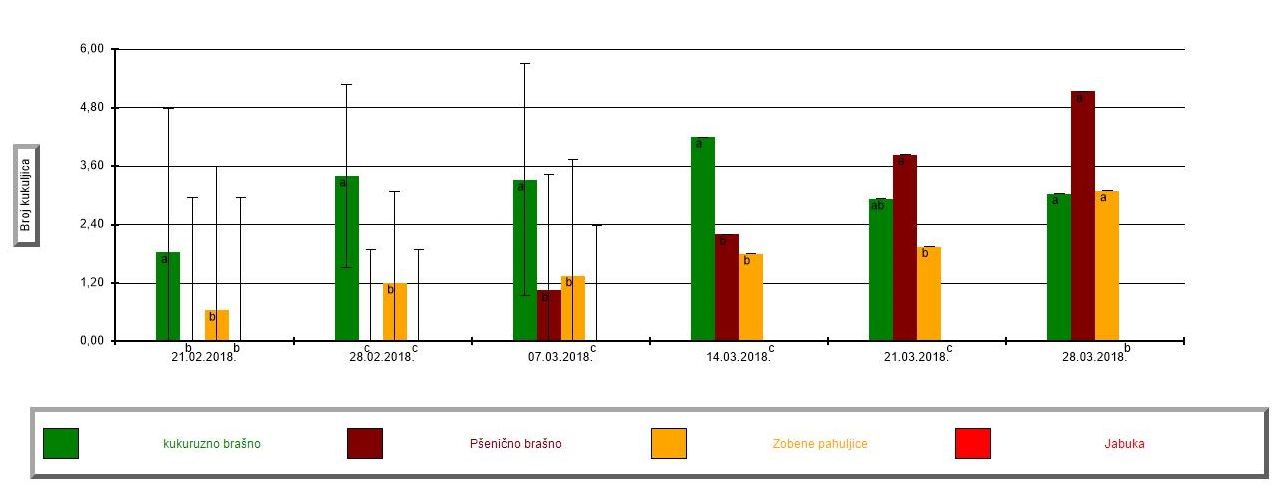 6,00
4,80
3,60
2,40
1,20
0,00
Broj kukuljica
a b b b
a c b c
a b b c
a b b c
ab a b c
a a a b
21.02.2018. 28.02.2018. 07.03.2018. 14.03.2018. 21.03.2018. 28.03.2018.
kukuruzno brašno Pšenično brašno Zobene pahuljice Jabuka